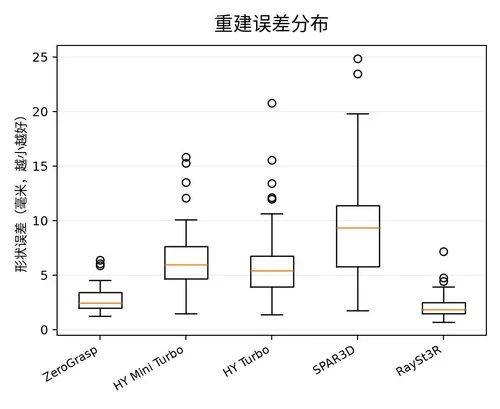 重建误差分布
形状误差（毫米，越小越好）
25
20
15
10
5
0
ZeroGrasp
HY Mini Turbo
HY Turbo
SPAR3D
RaySt3R